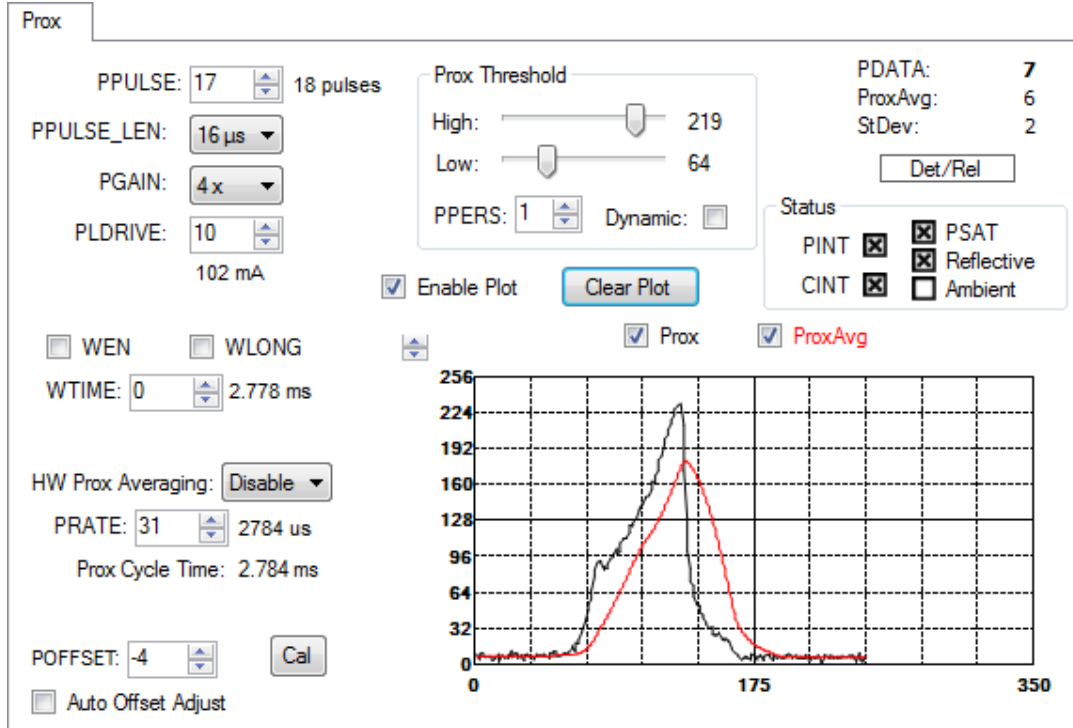 Prox
PPULSE: 17 18 pulses
PPULSE_LEN: 16 µs
PGAIN: 4x
PLDRIVE: 10
102 mA
Prox Threshold
High: 219
Low: 64
PPERS: 1 Dynamic:
PDATA: 7
ProxAvg: 6
StDev: 2
Det/Rel
Status
PINT PSAT
Reflective
CINT Ambient
Enable Plot Clear Plot
WEN WLONG
WTIME: 0 2.778 ms
HW Prox Averaging: Disable
PRATE: 31 2784 us
Prox Cycle Time: 2.784 ms
POFFSET: -4 Cal
Auto Offset Adjust
Prox ProxAvg
256
224
192
160
128
96
64
32
0
0 175 350